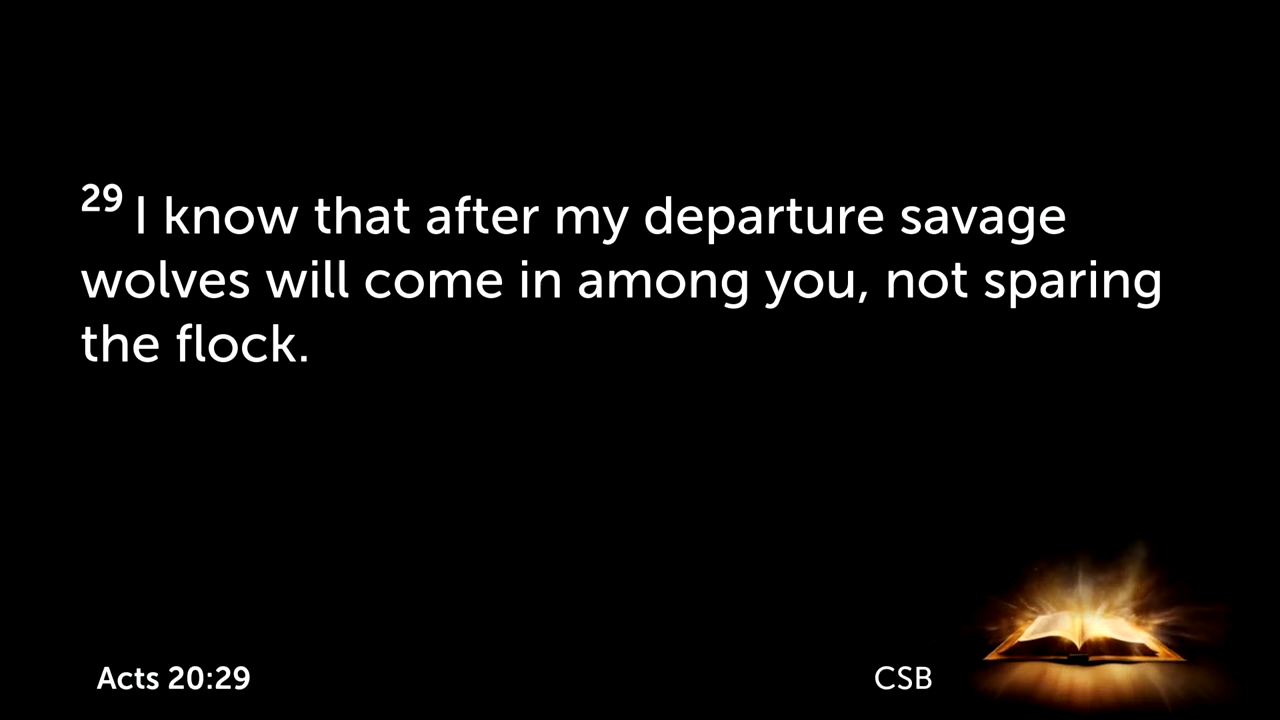 29 I know that after my departure savage
wolves will come in among you, not sparing
the flock.
Acts 20:29
CSB